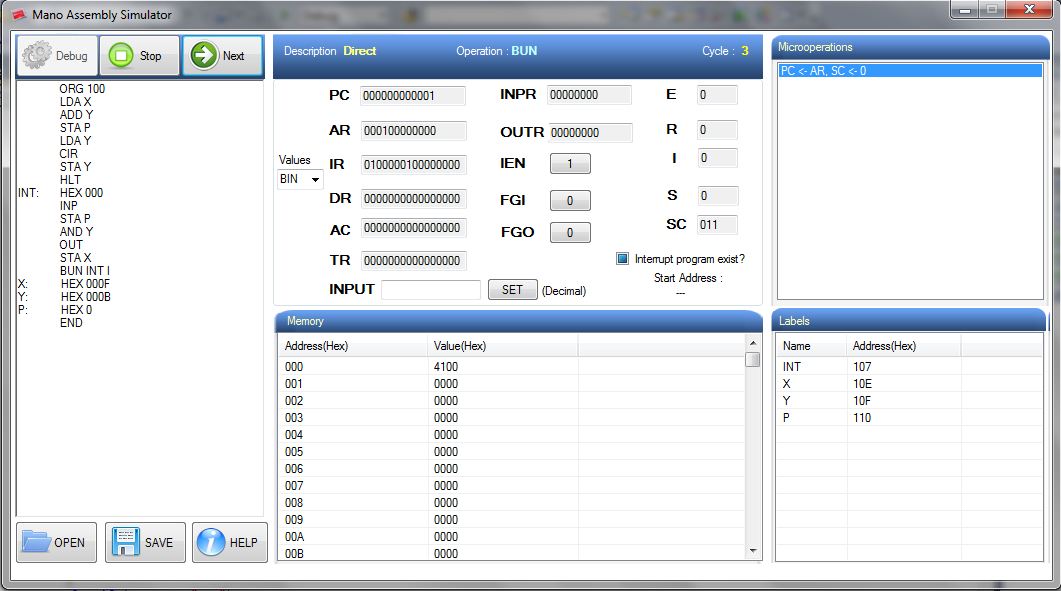 Mano Assembly Simulator
Debug Stop Next
ORG 100
LDA X
ADD Y
STA P
LDA Y
CIR
STA Y
HLT
INT: HEX 000
INP
STA P
AND Y
OUT
STA X
BUN INT I
X: HEX 000F
Y: HEX 000B
P: HEX 0
END
OPEN SAVE HELP
Description Direct Operation : BUN Cycle : 3
Values
BIN
PC 000000000001
AR 000100000000
IR 0100000100000000
DR 0000000000000000
AC 0000000000000000
TR 0000000000000000
INPUT SET (Decimal)
INPR 00000000
OUTR 00000000
IEN 1
FGI 0
FGO 0
E 0
R 0
I 0
S 0
SC 011
Interrupt program exist?
Start Address :
---
Microoperations
PC <- AR, SC <- 0
Memory
Address(Hex) Value(Hex)
000 4100
001 0000
002 0000
003 0000
004 0000
005 0000
006 0000
007 0000
008 0000
009 0000
00A 0000
00B 0000
Labels
Name Address(Hex)
INT 107
X 10E
Y 10F
P 110